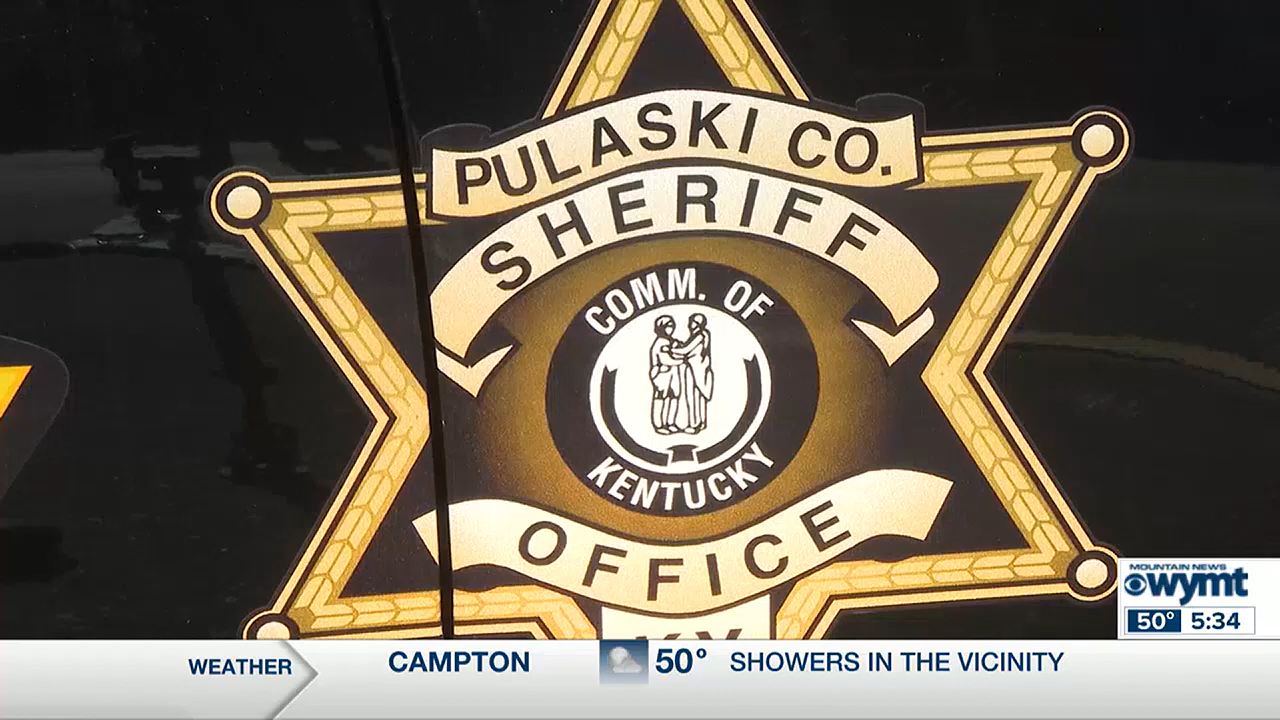 PULASKI CO.
SHERIFF
COMM. OF
KENTUCKY
OFFICE
KY
MOUNTAIN NEWS
wymt
50° 5:34
WEATHER
CAMPTON
50°
SHOWERS IN THE VICINITY